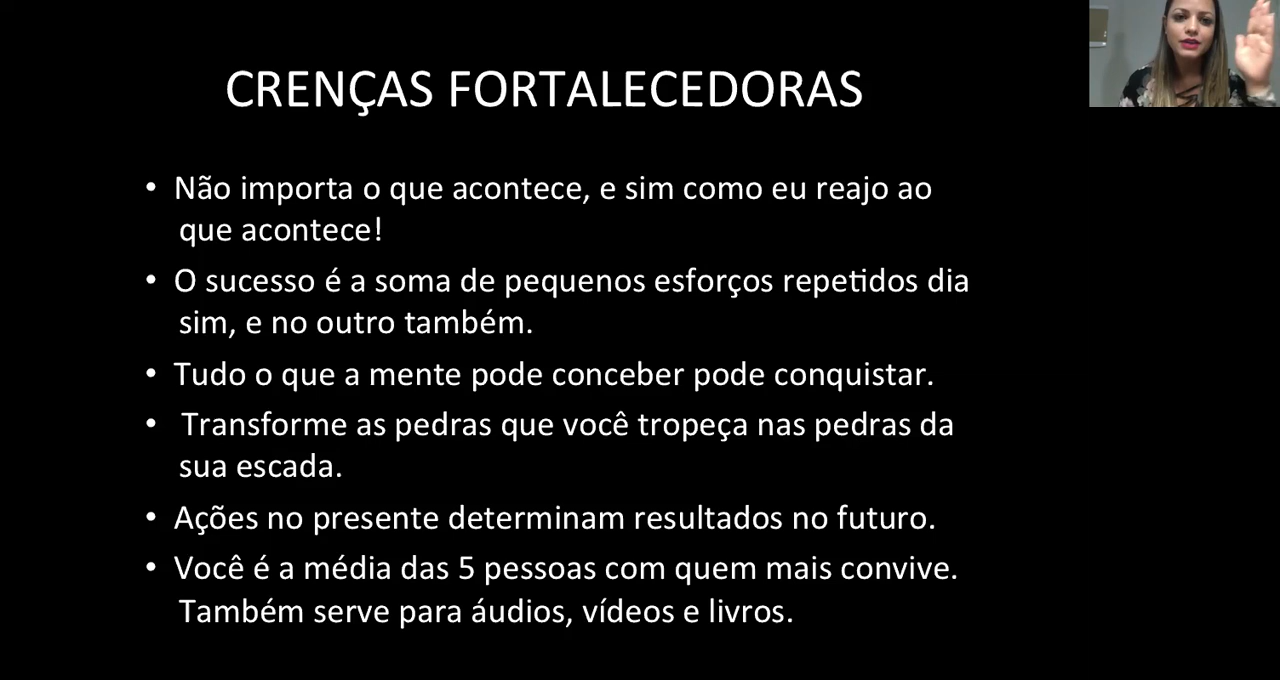 CRENÇAS FORTALECEDORAS
• Não importa o que acontece, e sim como eu reajo ao
que acontece!
• O sucesso é a soma de pequenos esforços repetidos dia
sim, e no outro também.
• Tudo o que a mente pode conceber pode conquistar.
• Transforme as pedras que você tropeça nas pedras da
sua escada.
• Ações no presente determinam resultados no futuro.
• Você é a média das 5 pessoas com quem mais convive.
Também serve para áudios, vídeos e livros.